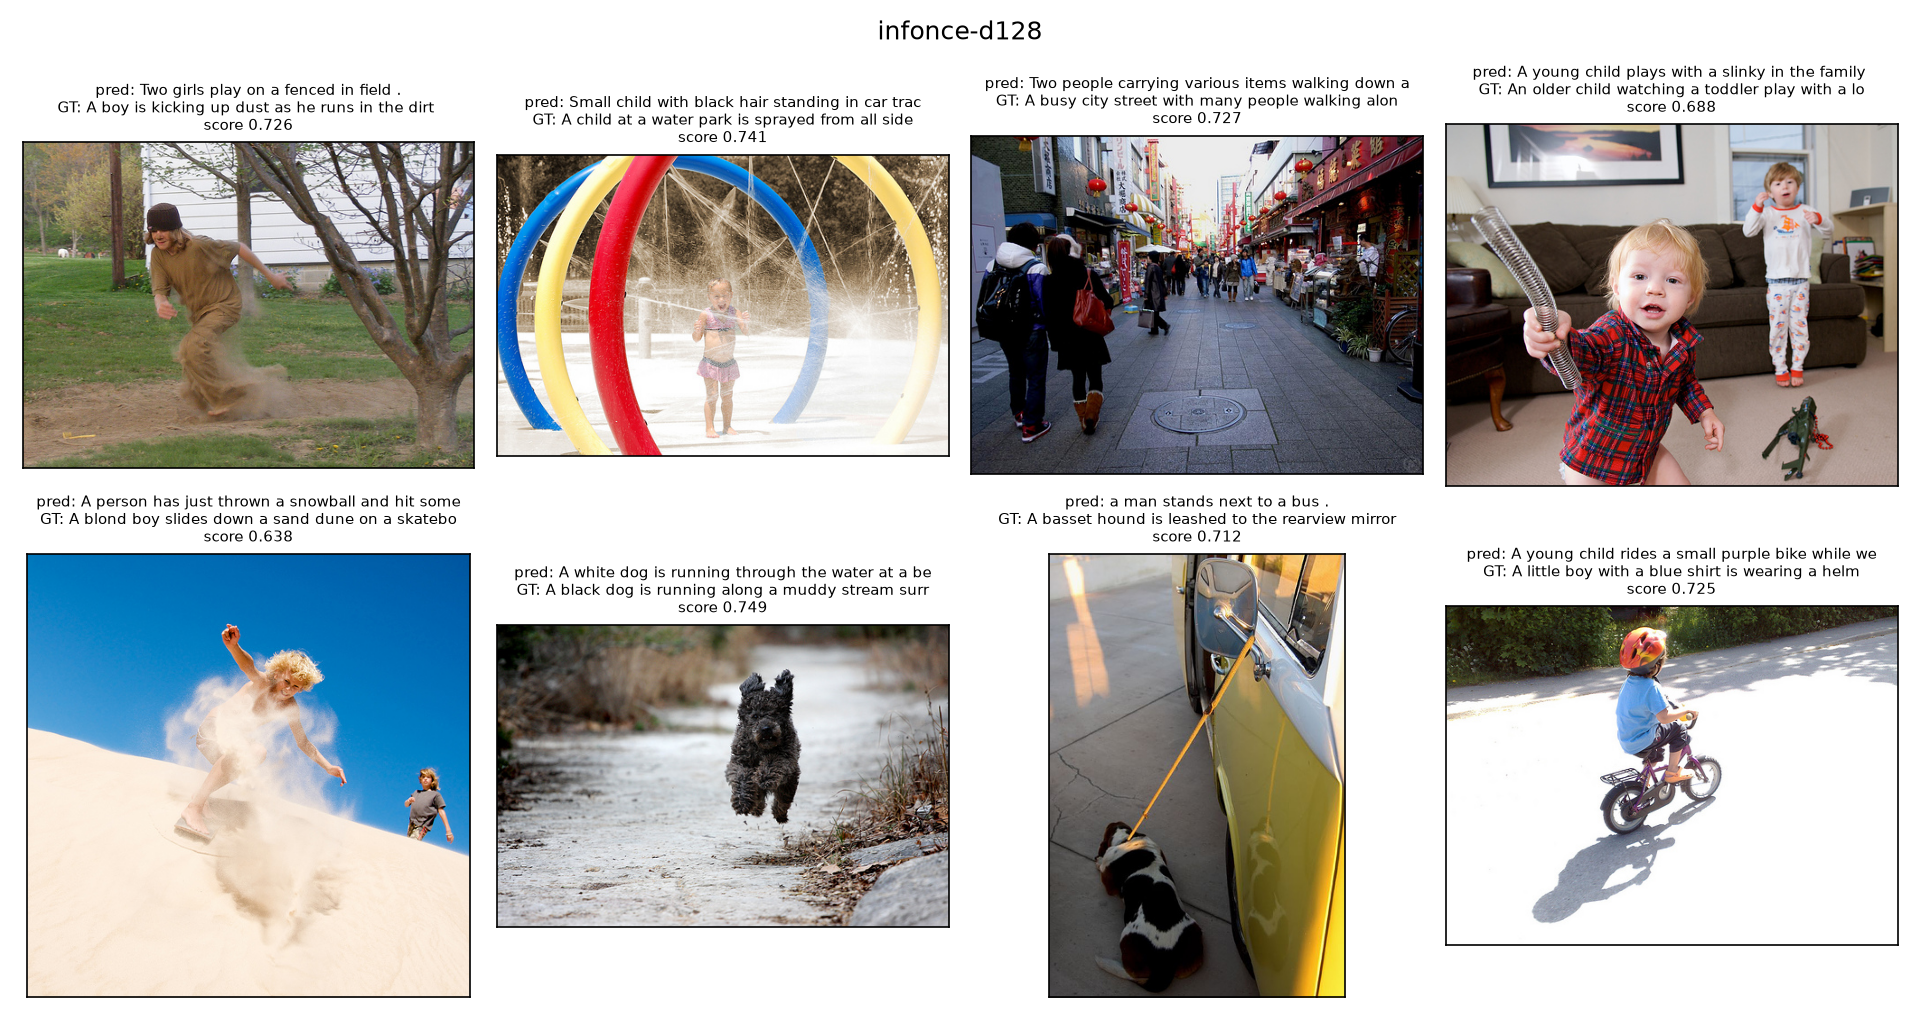 infonce-d128
pred: Two girls play on a fenced in field .
GT: A boy is kicking up dust as he runs in the dirt
score 0.726
pred: Small child with black hair standing in car trac
GT: A child at a water park is sprayed from all side
score 0.741
pred: Two people carrying various items walking down a
GT: A busy city street with many people walking alon
score 0.727
pred: A young child plays with a slinky in the family
GT: An older child watching a toddler play with a lo
score 0.688
pred: A person has just thrown a snowball and hit some
GT: A blond boy slides down a sand dune on a skatebo
score 0.638
pred: A white dog is running through the water at a be
GT: A black dog is running along a muddy stream surr
score 0.749
pred: a man stands next to a bus .
GT: A basset hound is leashed to the rearview mirror
score 0.712
pred: A young child rides a small purple bike while we
GT: A little boy with a blue shirt is wearing a helm
score 0.725